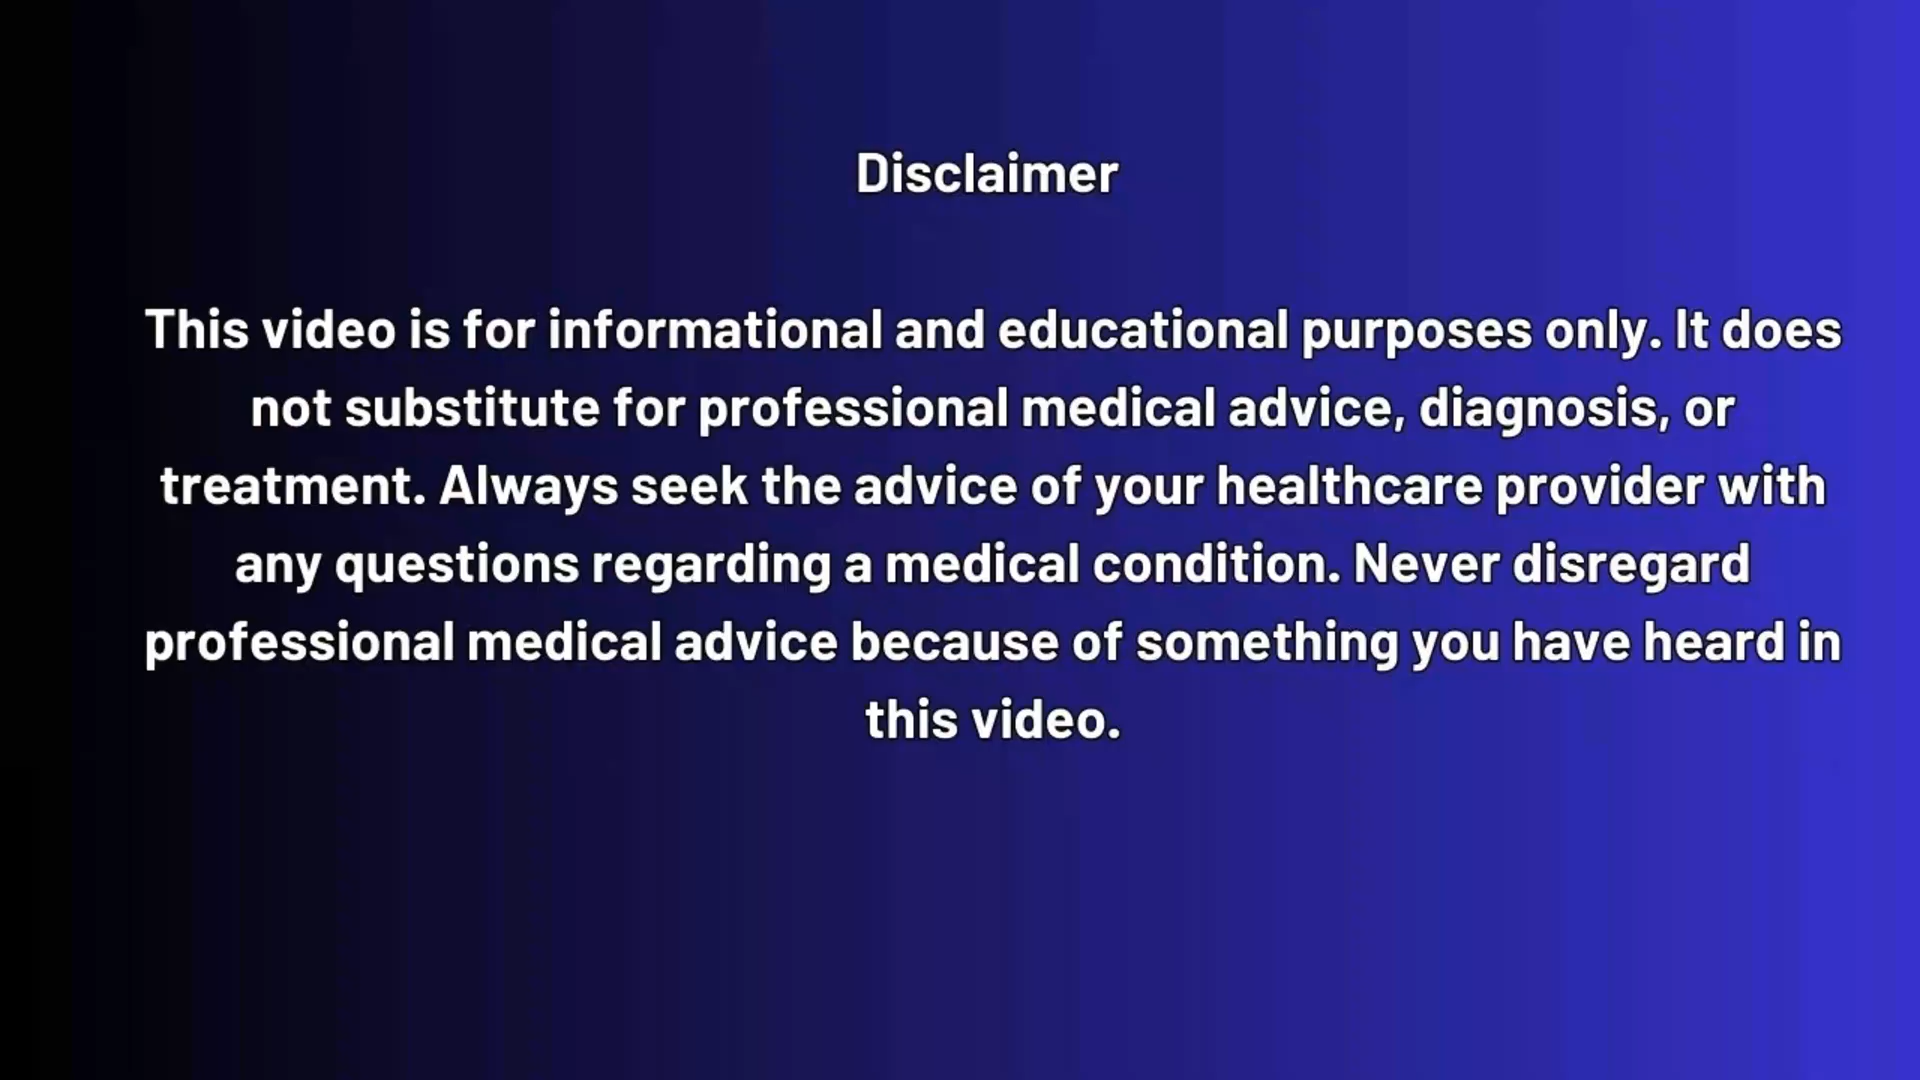 Disclaimer
This video is for informational and educational purposes only. It does
not substitute for professional medical advice, diagnosis, or
treatment. Always seek the advice of your healthcare provider with
any questions regarding a medical condition. Never disregard
professional medical advice because of something you have heard in
this video.